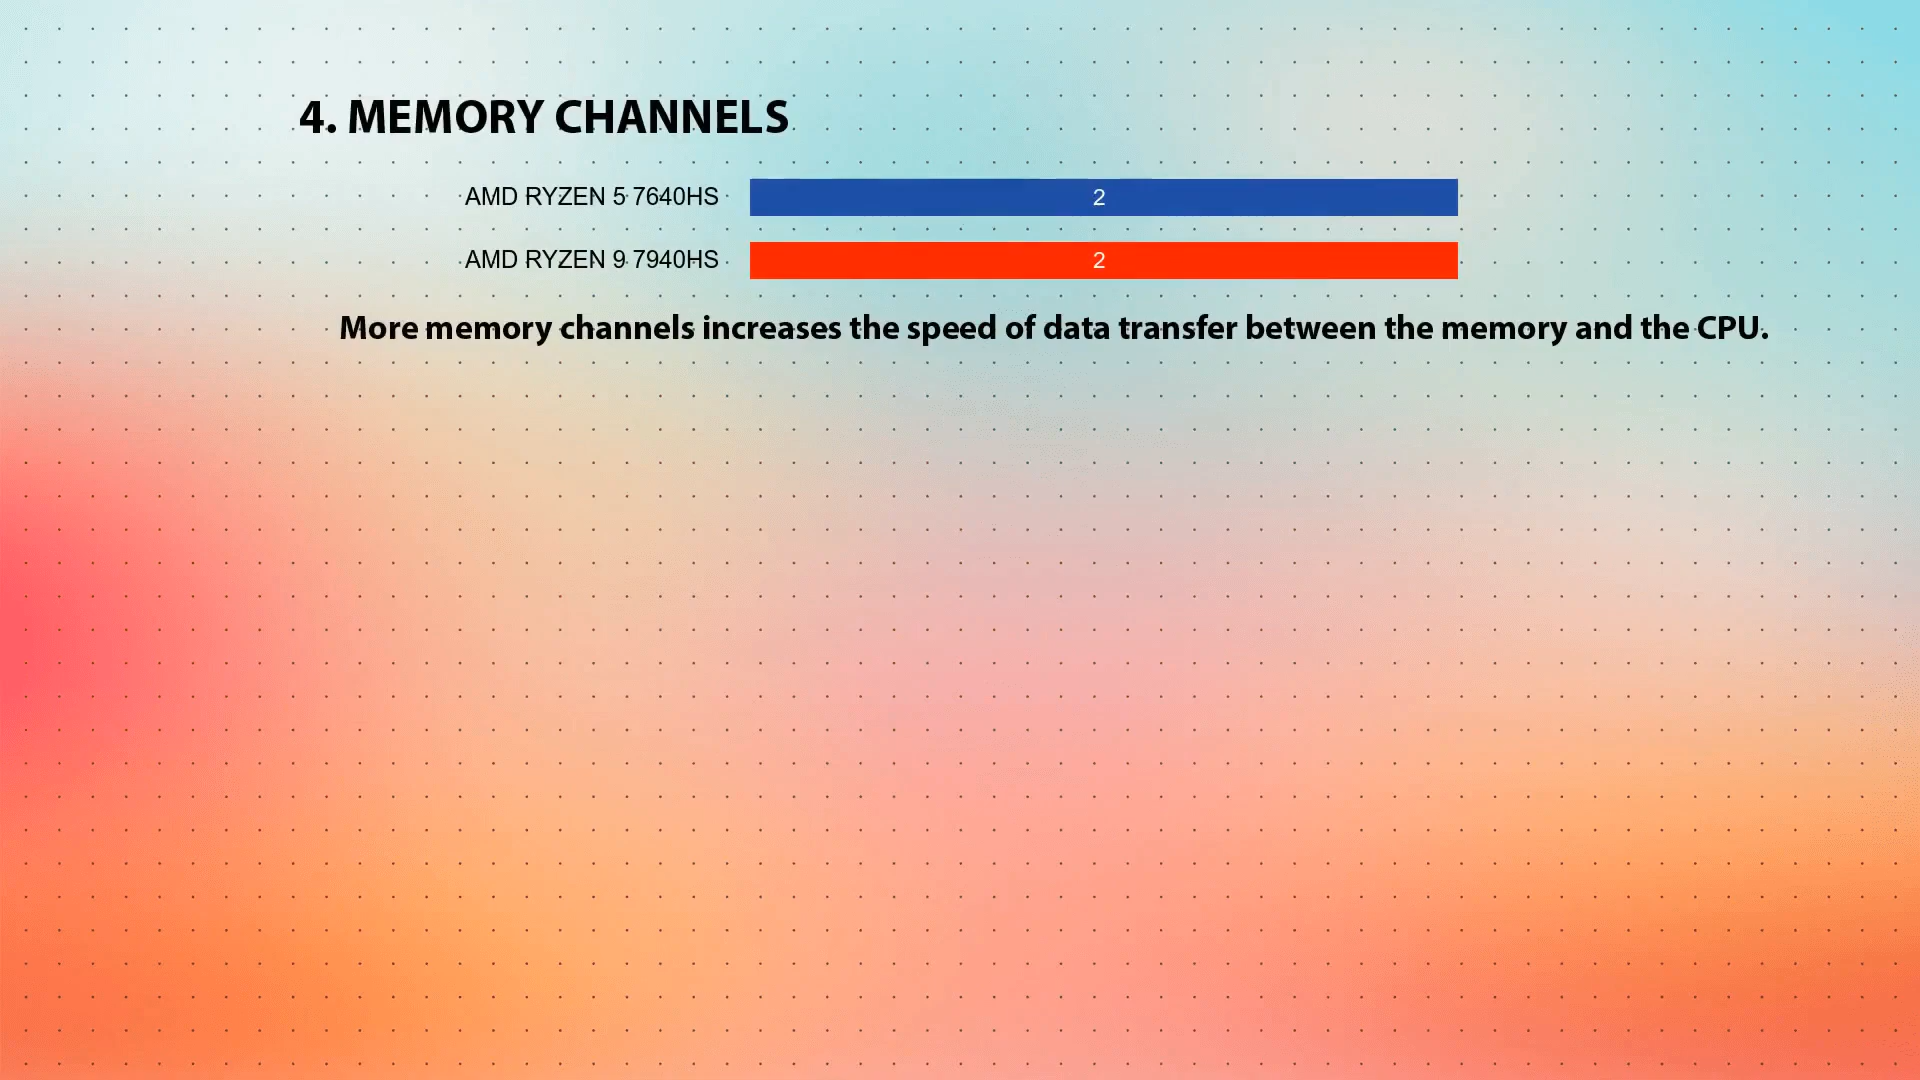 4. MEMORY CHANNELS
AMD RYZEN 5 7640HS 2
AMD RYZEN 9 7940HS 2
More memory channels increases the speed of data transfer between the memory and the CPU.